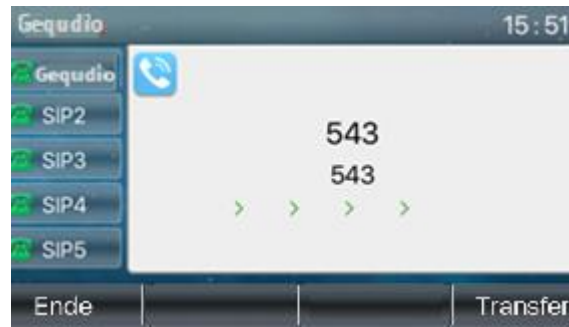 Gequdio 15:51
Gequdio
SIP2
SIP3
SIP4
SIP5
543
543
> > > >
Ende Transfer